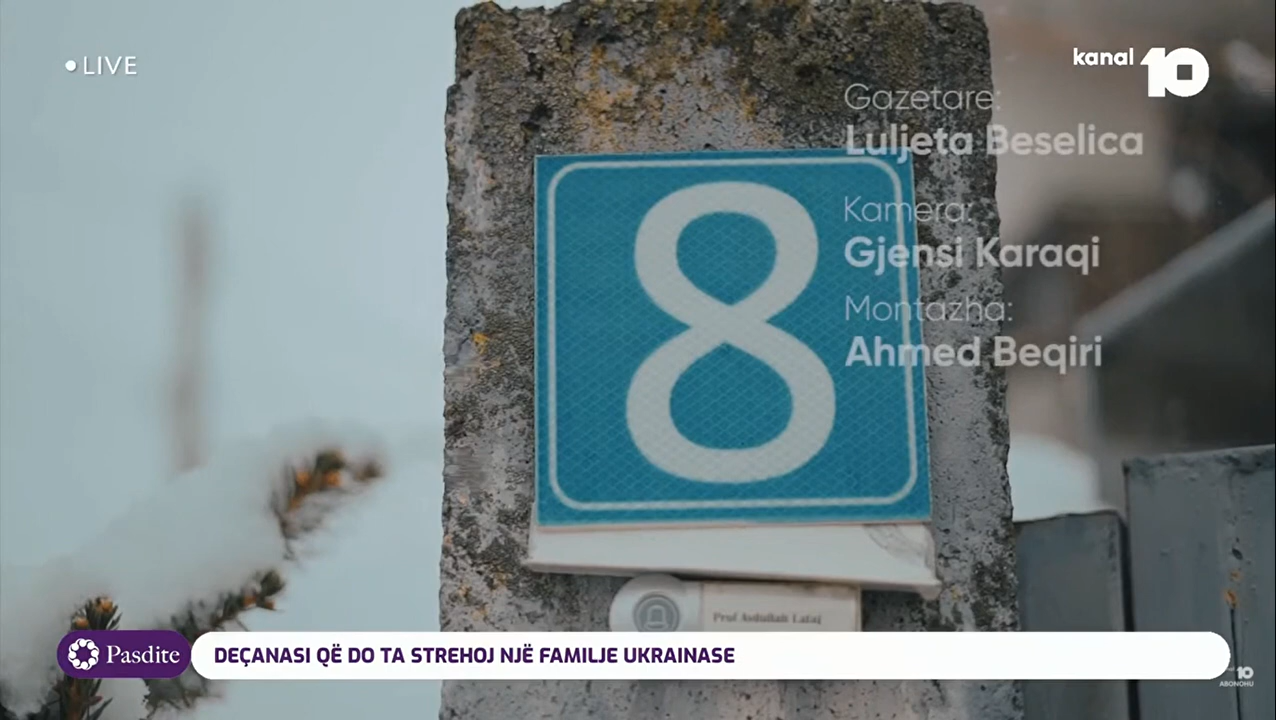 LIVE
kanal 10
Gazetare:
Luljeta Beselica
Kamera:
Gjensi Karaqi
Montazha:
Ahmed Beqiri
8
Prof Asdullah Lataj
Pasdite
DEÇANASI QË DO TA STREHOJ NJË FAMILJE UKRAINASE
10
ABONOHU